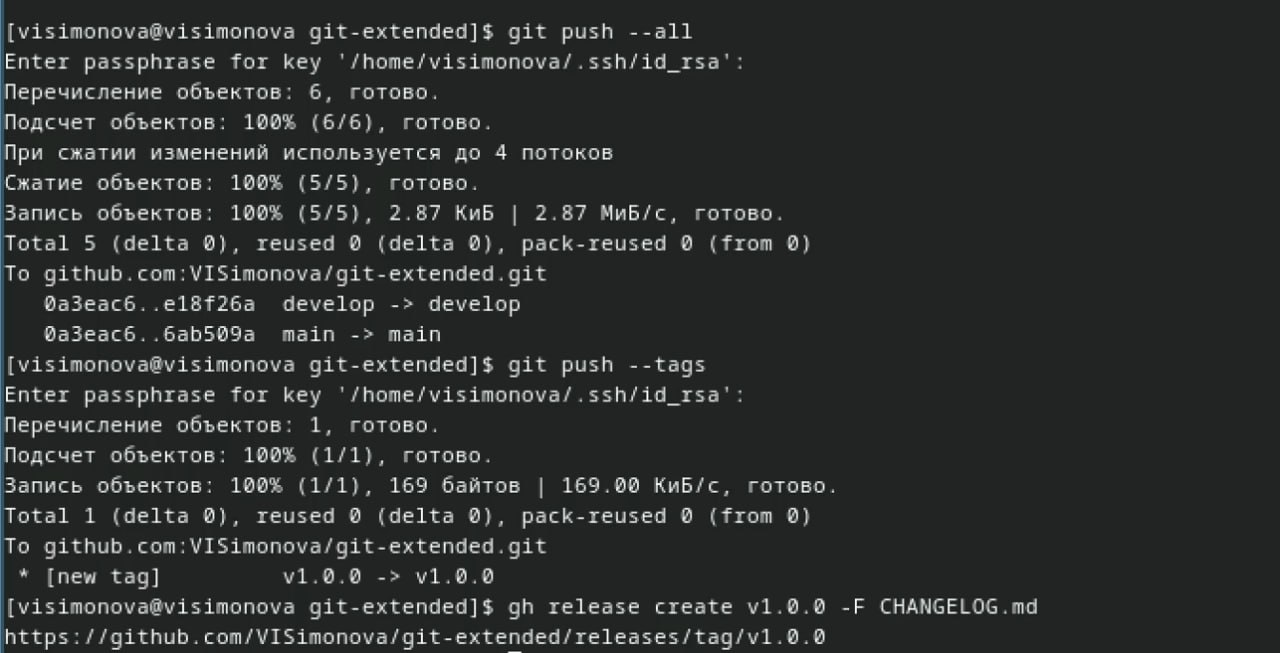 [visimonova@visimonova git-extended]$ git push --all
Enter passphrase for key '/home/visimonova/.ssh/id_rsa':
Перечисление объектов: 6, готово.
Подсчет объектов: 100% (6/6), готово.
При сжатии изменений используется до 4 потоков
Сжатие объектов: 100% (5/5), готово.
Запись объектов: 100% (5/5), 2.87 КиБ | 2.87 МиБ/с, готово.
Total 5 (delta 0), reused 0 (delta 0), pack-reused 0 (from 0)
To github.com:VISimonova/git-extended.git
   0a3eac6..e18f26a  develop -> develop
   0a3eac6..6ab509a  main -> main
[visimonova@visimonova git-extended]$ git push --tags
Enter passphrase for key '/home/visimonova/.ssh/id_rsa':
Перечисление объектов: 1, готово.
Подсчет объектов: 100% (1/1), готово.
Запись объектов: 100% (1/1), 169 байтов | 169.00 КиБ/с, готово.
Total 1 (delta 0), reused 0 (delta 0), pack-reused 0 (from 0)
To github.com:VISimonova/git-extended.git
 * [new tag]         v1.0.0 -> v1.0.0
[visimonova@visimonova git-extended]$ gh release create v1.0.0 -F CHANGELOG.md
https://github.com/VISimonova/git-extended/releases/tag/v1.0.0